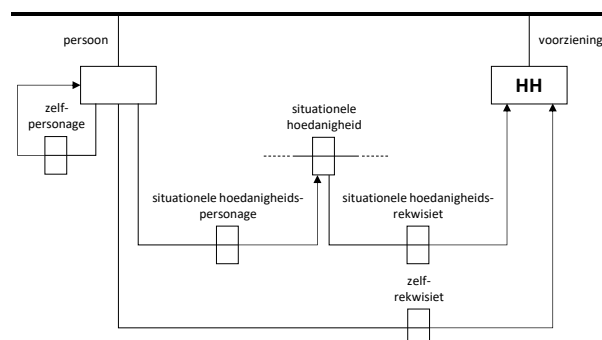 persoon
voorziening
HH
zelf-
personage
situationele
hoedanigheid
situationele hoedanigheids-
personage
situationele hoedanigheids-
rekwisiet
zelf-
rekwisiet